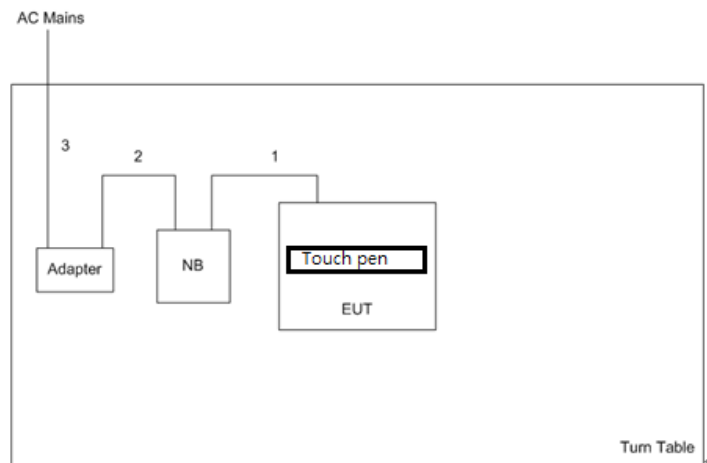 AC Mains
3
2
1
Touch pen
Adapter
NB
EUT
Turn Table